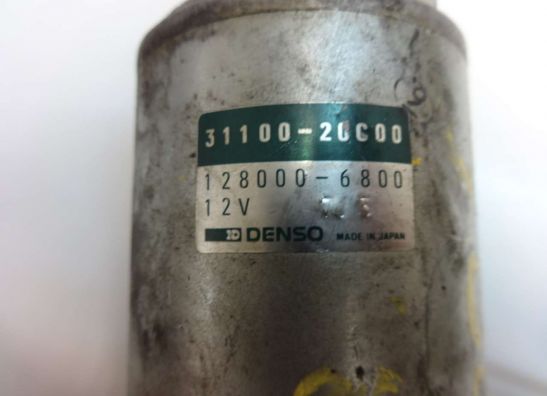 31100-20C00
128000-6800
12V
DENSO MADE IN JAPAN